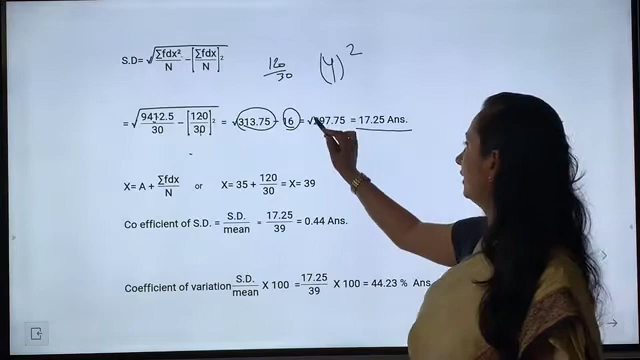 S.D= √Σfdx²/N − [Σfdx/N]²
120/30 (4)²
= √9412.5/30 − [120/30]² = √313.75 − 16 = √ 97.75 = 17.25 Ans.
X= A + Σfdx/N or X= 35 + 120/30 = X= 39
Co efficient of S.D. = S.D./mean = 17.25/39 = 0.44 Ans.
Coefficient of variation S.D./mean X 100 = 17.25/39 X 100 = 44.23 % Ans